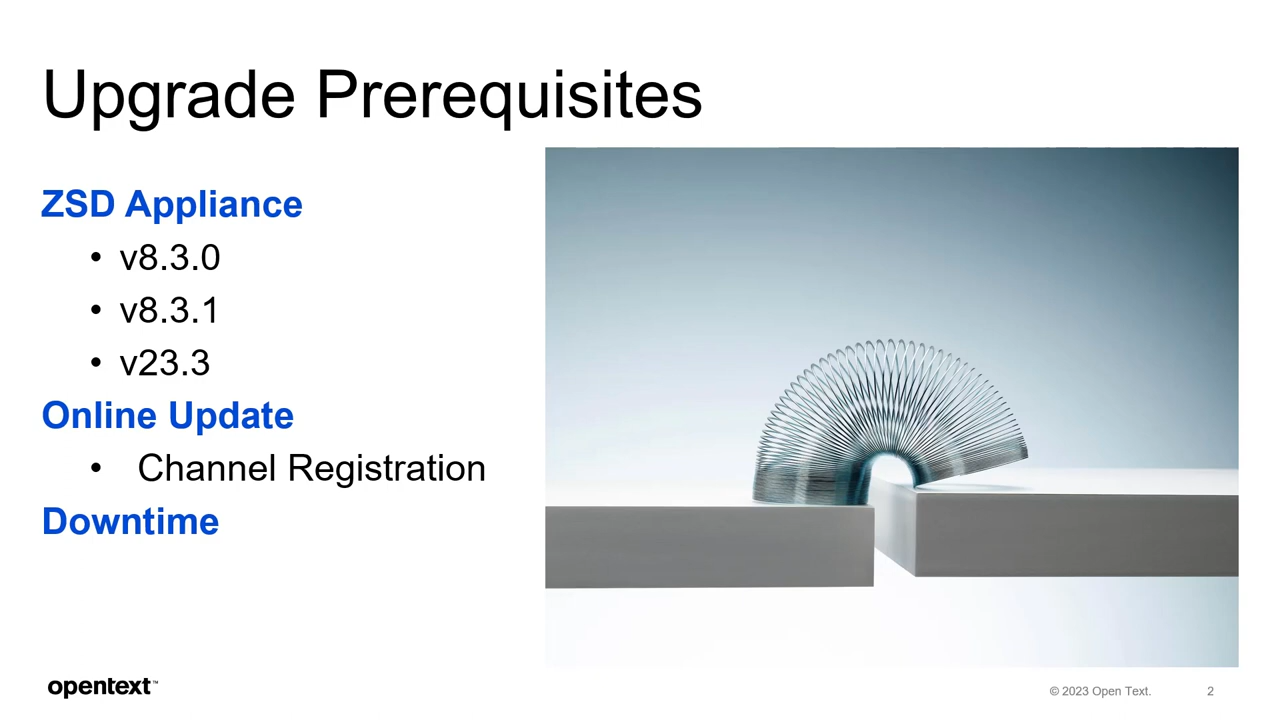 Upgrade Prerequisites
ZSD Appliance
• v8.3.0
• v8.3.1
• v23.3
Online Update
• Channel Registration
Downtime
opentext™
© 2023 Open Text. 2